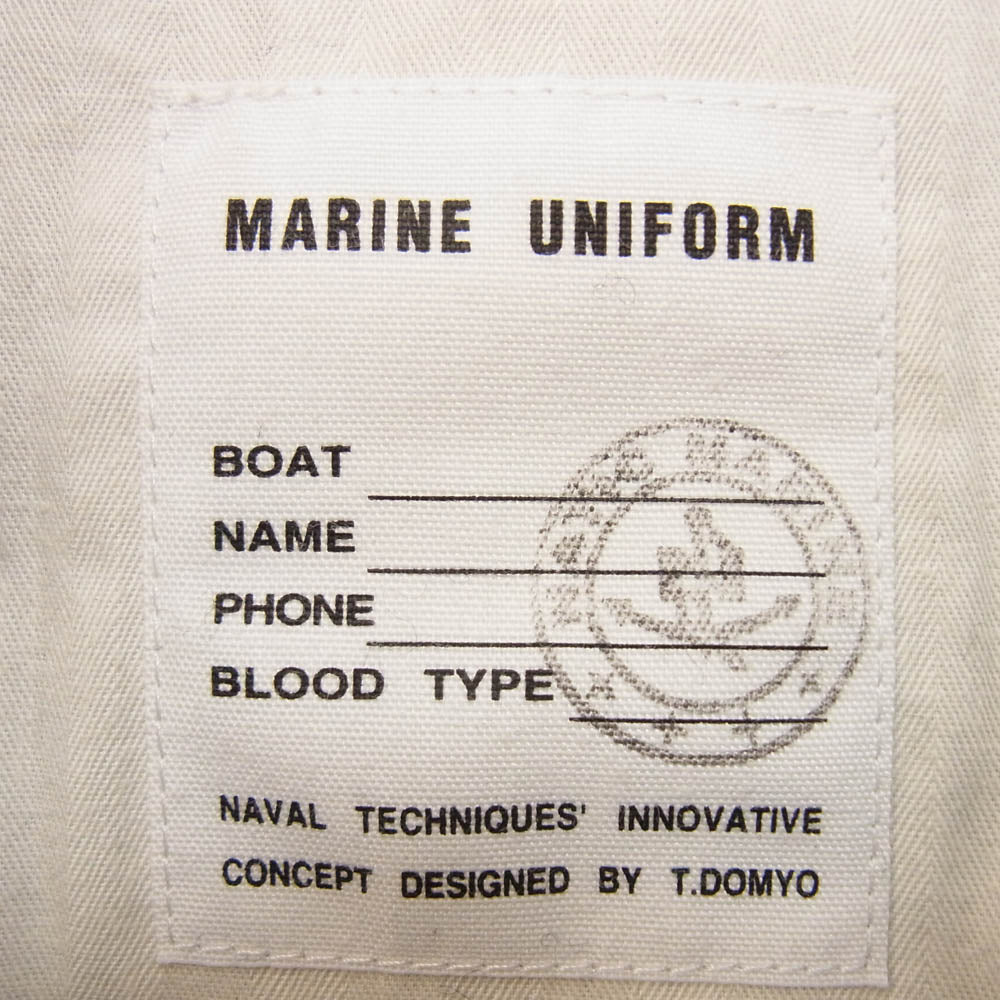 MARINE UNIFORM
BOAT
NAME
PHONE
BLOOD TYPE
NAVAL TECHNIQUES' INNOVATIVE
CONCEPT DESIGNED BY T.DOMYO